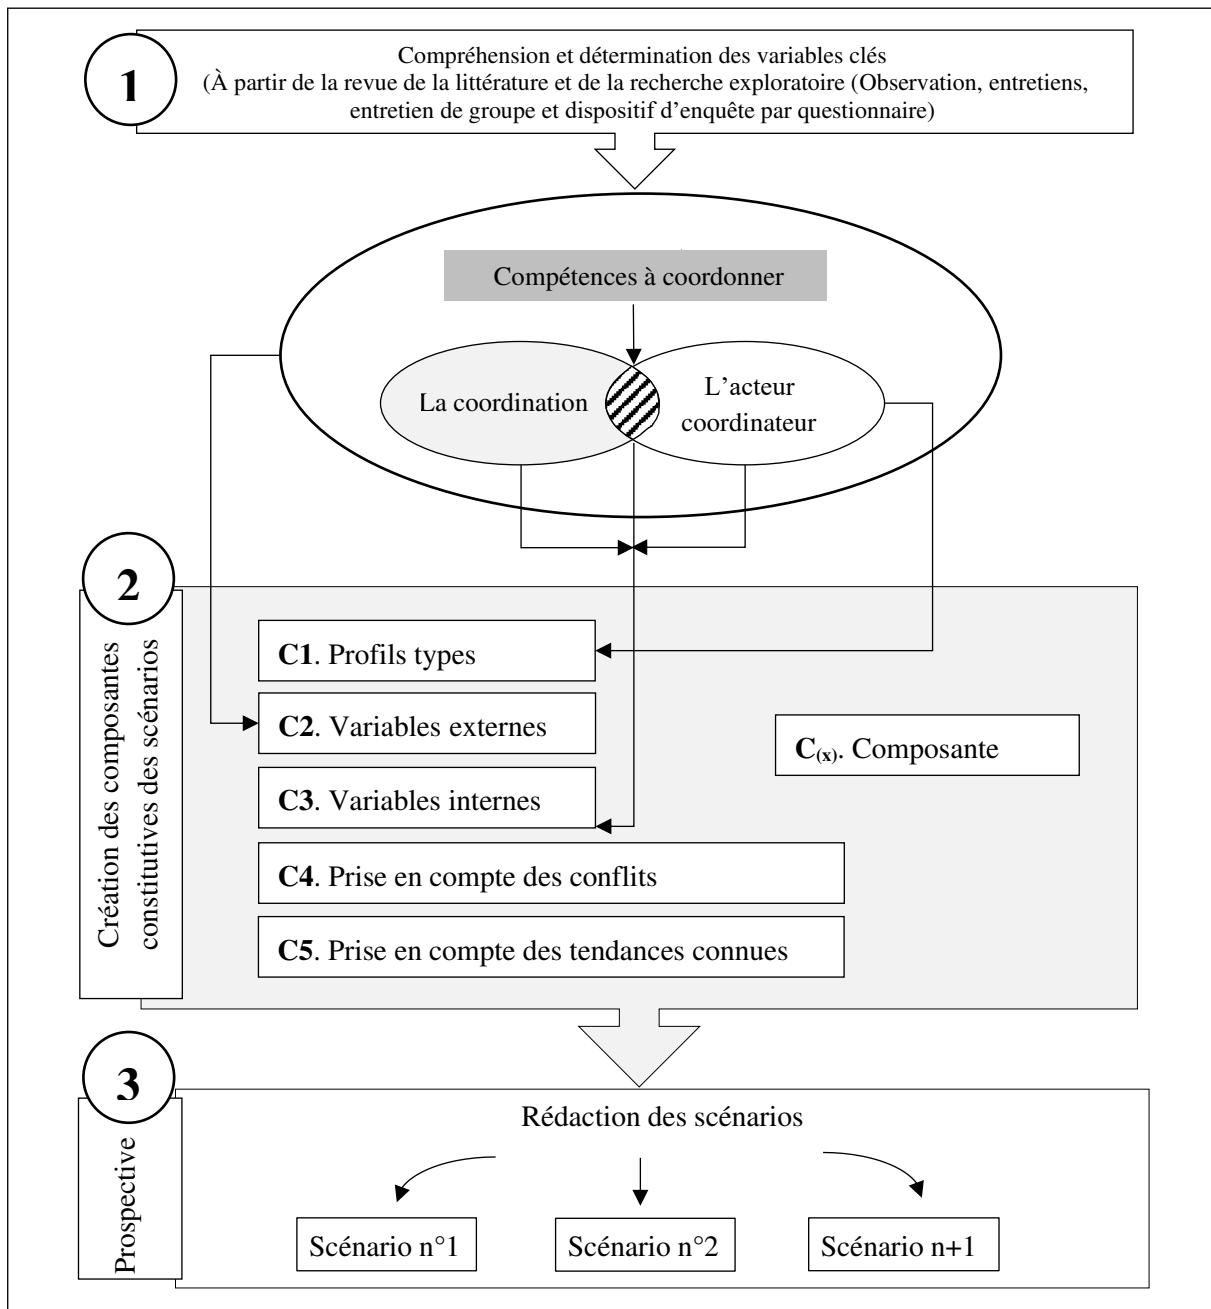 1
Compréhension et détermination des variables clés
(À partir de la revue de la littérature et de la recherche exploratoire (Observation, entretiens,
entretien de groupe et dispositif d’enquête par questionnaire)
Compétences à coordonner
La coordination
L’acteur
coordinateur
2
Création des composantes
constitutives des scénarios
C1. Profils types
C2. Variables externes
C(x). Composante
C3. Variables internes
C4. Prise en compte des conflits
C5. Prise en compte des tendances connues
3
Prospective
Rédaction des scénarios
Scénario n°1
Scénario n°2
Scénario n+1